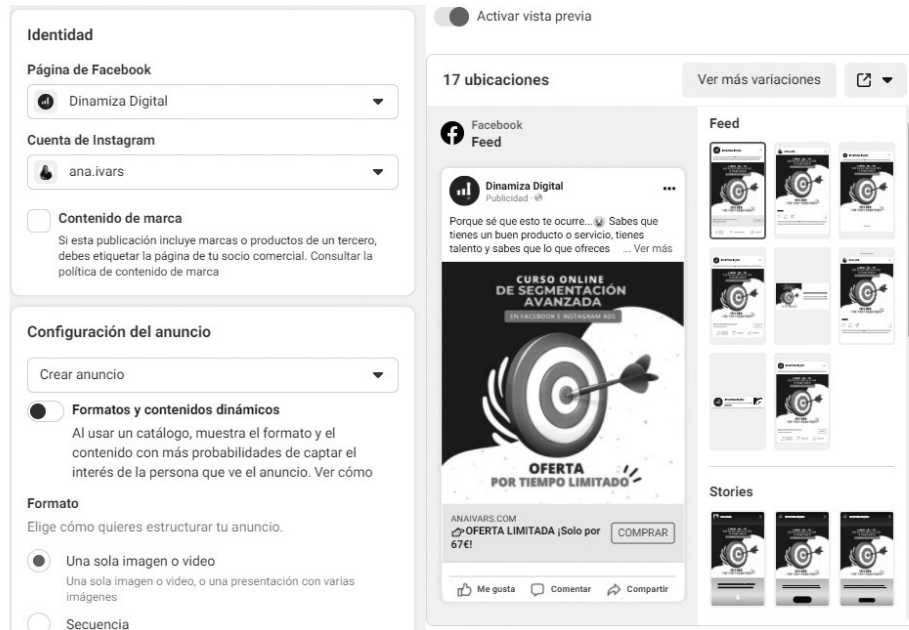 Identidad
Página de Facebook
Dinamiza Digital
Cuenta de Instagram
ana.ivars
Contenido de marca
Si esta publicación incluye marcas o productos de un tercero,
debes etiquetar la página de tu socio comercial. Consultar la
política de contenido de marca
Configuración del anuncio
Crear anuncio
Formatos y contenidos dinámicos
Al usar un catálogo, muestra el formato y el
contenido con más probabilidades de captar el
interés de la persona que ve el anuncio. Ver cómo
Formato
Elige cómo quieres estructurar tu anuncio.
Una sola imagen o video
Una sola imagen o video, o una presentación con varias
imágenes
Secuencia
Activar vista previa
17 ubicaciones
Ver más variaciones
Facebook
Feed
Dinamiza Digital
Publicidad ·
Porque sé que esto te ocurre... Sabes que
tienes un buen producto o servicio, tienes
talento y sabes que lo que ofreces ... Ver más
CURSO ONLINE
DE SEGMENTACIÓN
AVANZADA
EN FACEBOOK E INSTAGRAM ADS
OFERTA
POR TIEMPO LIMITADO
ANAIVARS.COM
👉OFERTA LIMITADA ¡Solo por
67€!
COMPRAR
Me gusta
Comentar
Compartir
Feed
Stories